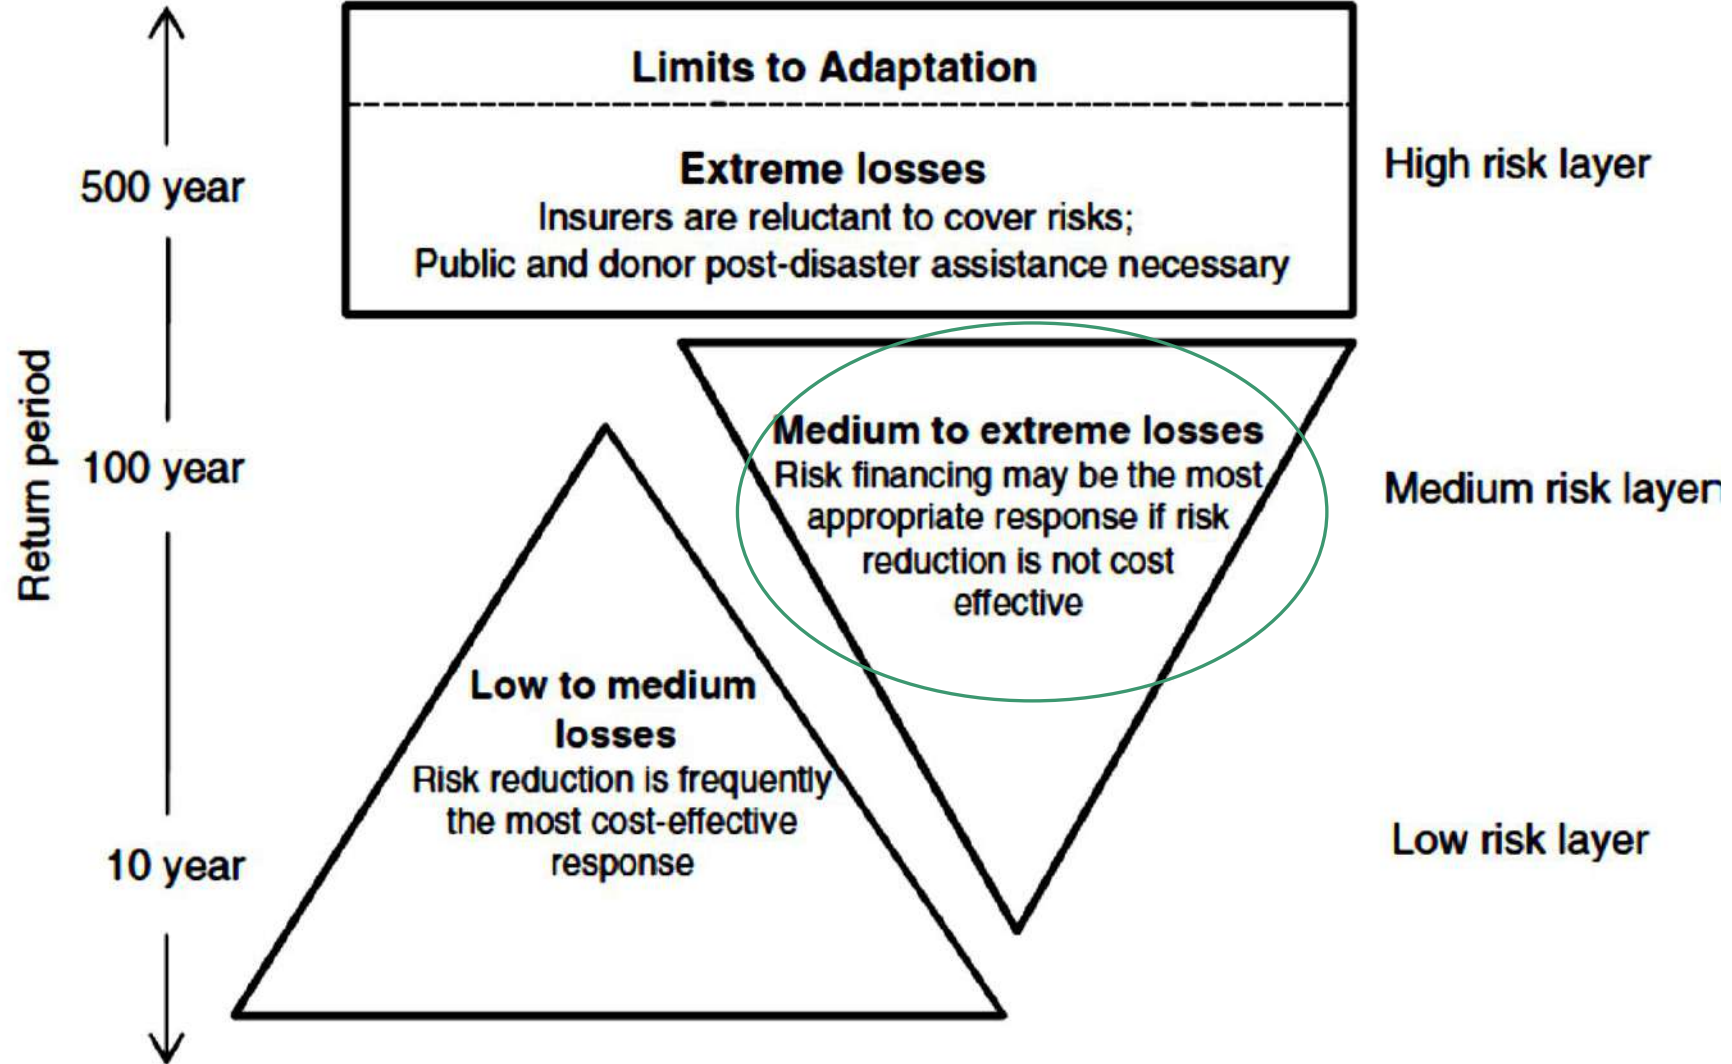 Limits to Adaptation
Extreme losses
Insurers are reluctant to cover risks;
Public and donor post-disaster assistance necessary
High risk layer
500 year
Return period
100 year
Medium to extreme losses
Risk financing may be the most
appropriate response if risk
reduction is not cost
effective
Medium risk layer
Low to medium
losses
Risk reduction is frequently
the most cost-effective
response
10 year
Low risk layer